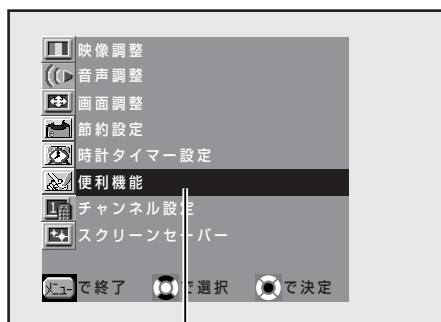 映像調整
音声調整
画面調整
節約設定
時計タイマー設定
便利機能
チャンネル設定
スクリーンセーバー
メニューで終了 で選択 で決定